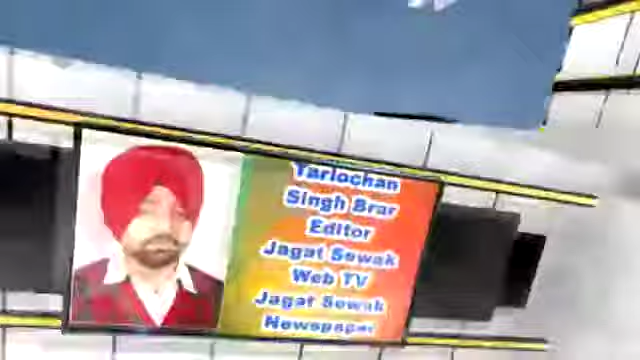 Tarlochan
Singh Brar
Editor
Jagat Sewak
Web TV
Jagat Sewak
Newspaper